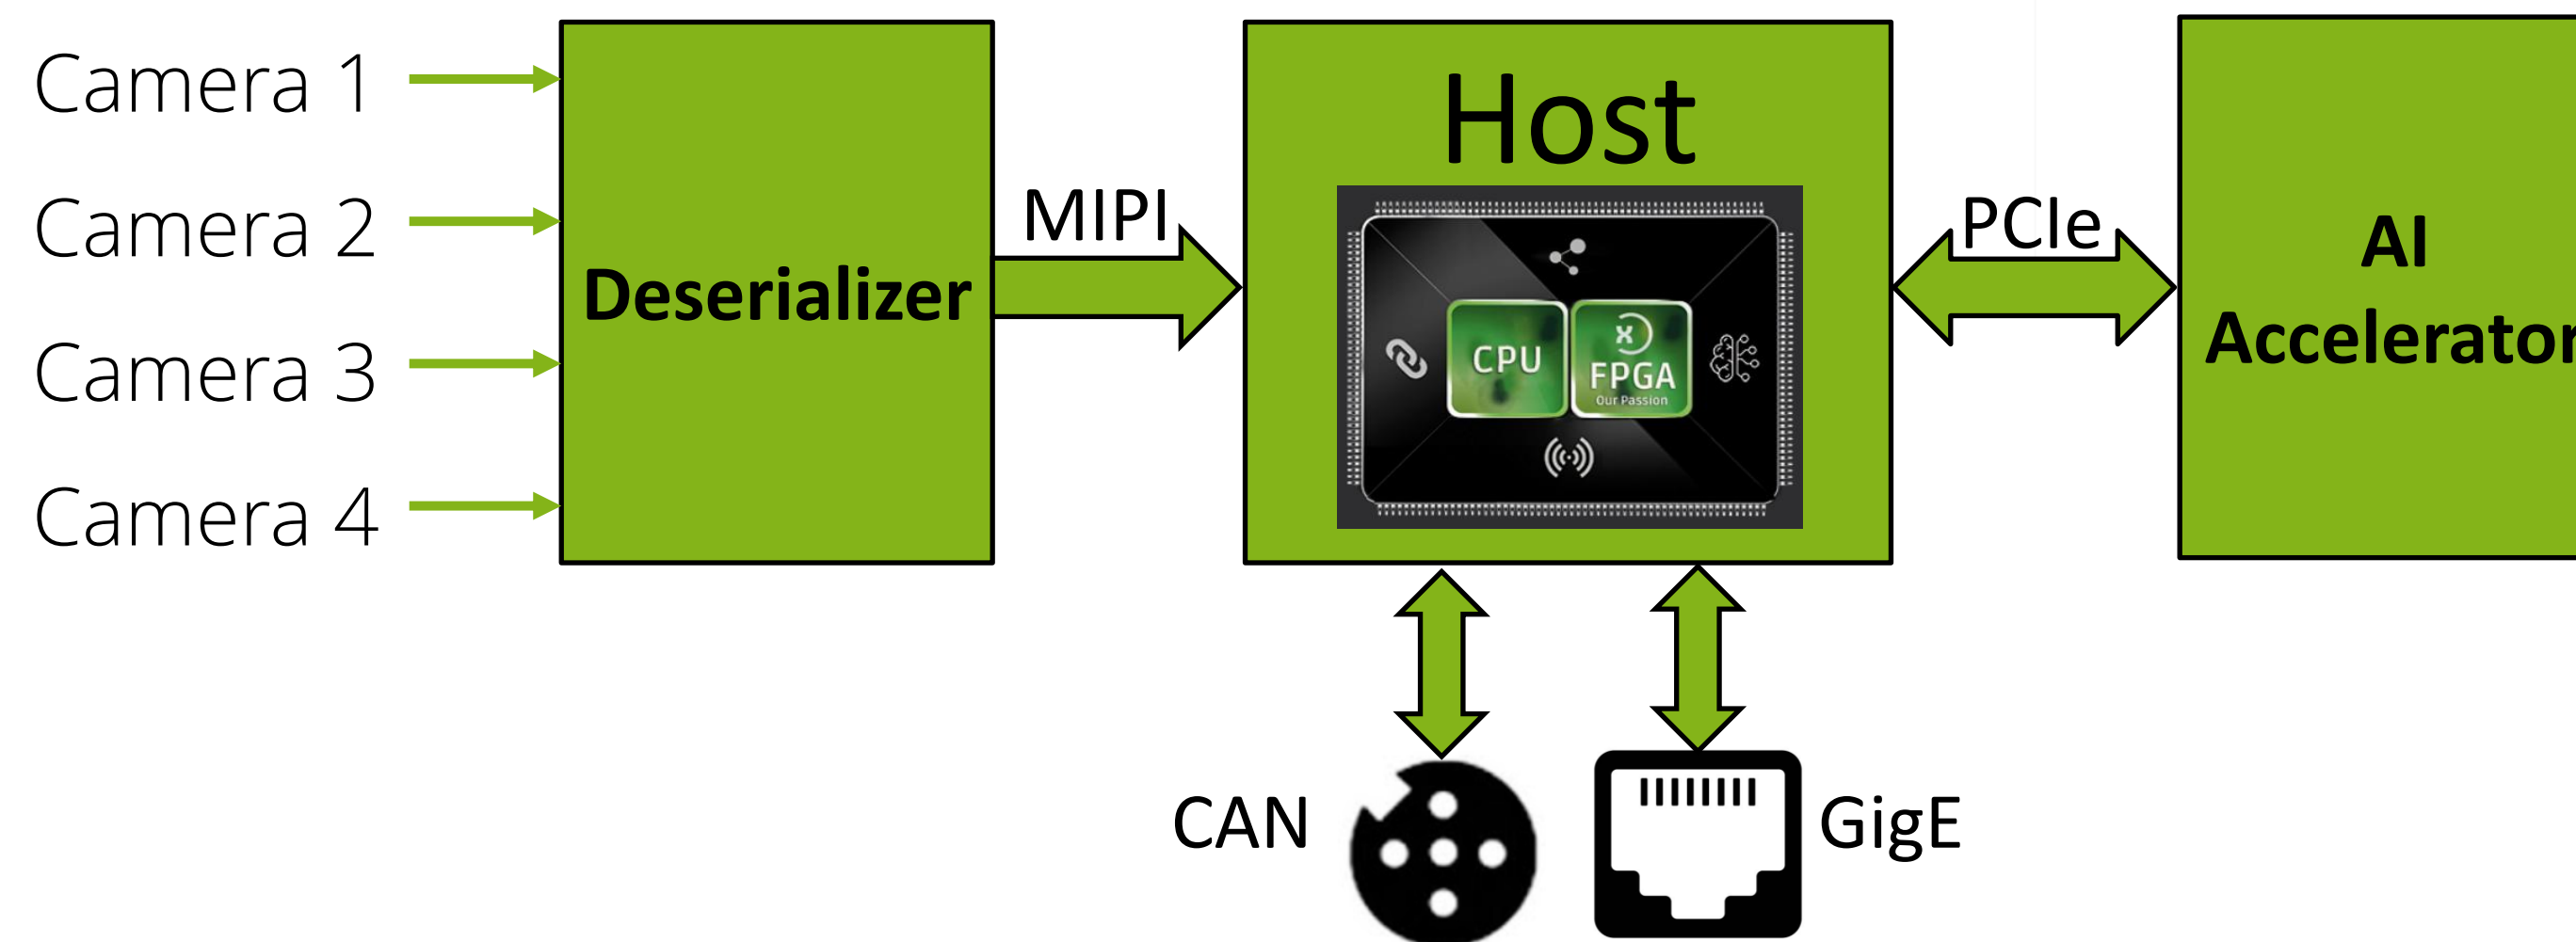 Camera 1
Camera 2
Camera 3
Camera 4
Deserializer
MIPI
Host
CPU
FPGA
Our Passion
PCIe
AI
Accelerator
CAN
GigE